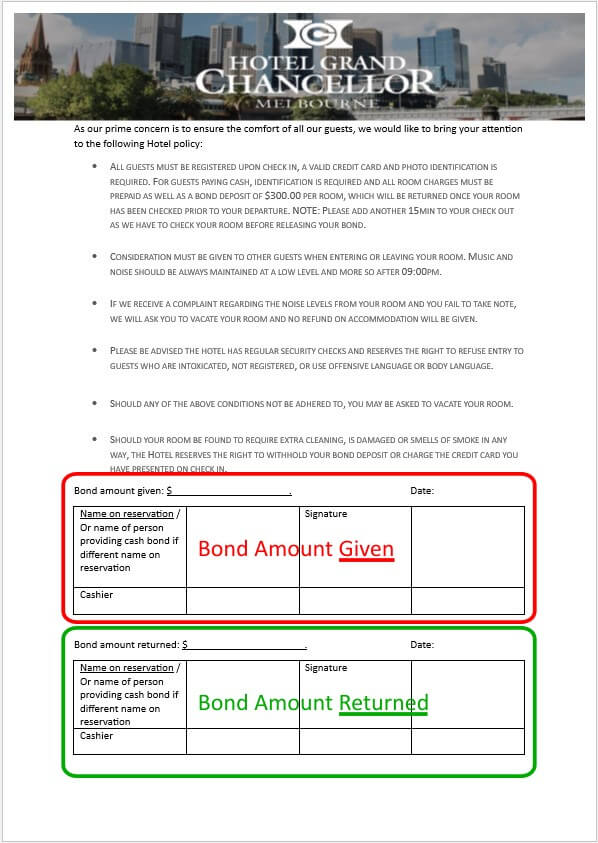 HOTEL GRAND
CHANCELLOR
MELBOURNE
As our prime concern is to ensure the comfort of all our guests, we would like to bring your attention
to the following Hotel policy:
• ALL GUESTS MUST BE REGISTERED UPON CHECK IN, A VALID CREDIT CARD AND PHOTO IDENTIFICATION IS
REQUIRED. FOR GUESTS PAYING CASH, IDENTIFICATION IS REQUIRED AND ALL ROOM CHARGES MUST BE
PREPAID AS WELL AS A BOND DEPOSIT OF $300.00 PER ROOM, WHICH WILL BE RETURNED ONCE YOUR ROOM
HAS BEEN CHECKED PRIOR TO YOUR DEPARTURE. NOTE: PLEASE ADD ANOTHER 15MIN TO YOUR CHECK OUT
AS WE HAVE TO CHECK YOUR ROOM BEFORE RELEASING YOUR BOND.
• CONSIDERATION MUST BE GIVEN TO OTHER GUESTS WHEN ENTERING OR LEAVING YOUR ROOM. MUSIC AND
NOISE SHOULD BE ALWAYS MAINTAINED AT A LOW LEVEL AND MORE SO AFTER 09:00PM.
• IF WE RECEIVE A COMPLAINT REGARDING THE NOISE LEVELS FROM YOUR ROOM AND YOU FAIL TO TAKE NOTE,
WE WILL ASK YOU TO VACATE YOUR ROOM AND NO REFUND ON ACCOMMODATION WILL BE GIVEN.
• PLEASE BE ADVISED THE HOTEL HAS REGULAR SECURITY CHECKS AND RESERVES THE RIGHT TO REFUSE ENTRY TO
GUESTS WHO ARE INTOXICATED, NOT REGISTERED, OR USE OFFENSIVE LANGUAGE OR BODY LANGUAGE.
• SHOULD ANY OF THE ABOVE CONDITIONS NOT BE ADHERED TO, YOU MAY BE ASKED TO VACATE YOUR ROOM.
• SHOULD YOUR ROOM BE FOUND TO REQUIRE EXTRA CLEANING, IS DAMAGED OR SMELLS OF SMOKE IN ANY
WAY, THE HOTEL RESERVES THE RIGHT TO WITHHOLD YOUR BOND DEPOSIT OR CHARGE THE CREDIT CARD YOU
HAVE PRESENTED ON CHECK IN.
Bond amount given: $ . Date:
Name on reservation / Signature
Or name of person
providing cash bond if
different name on
reservation
Bond Amount Given
Cashier
Bond amount returned: $ . Date:
Name on reservation / Signature
Or name of person
providing cash bond if
different name on
reservation
Bond Amount Returned
Cashier